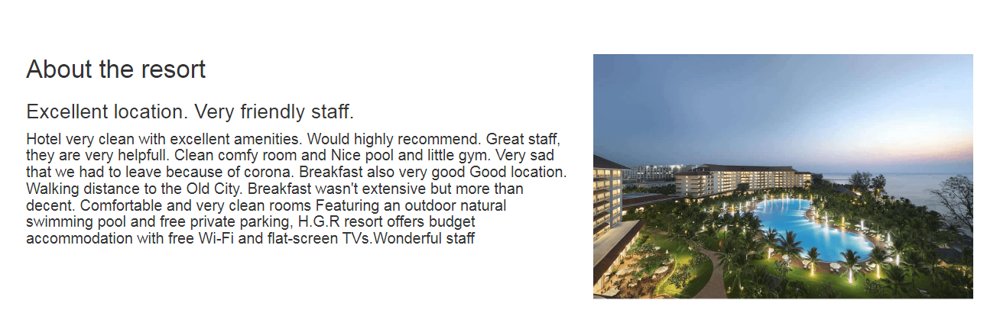 About the resort
Excellent location. Very friendly staff.
Hotel very clean with excellent amenities. Would highly recommend. Great staff,
they are very helpfull. Clean comfy room and Nice pool and little gym. Very sad
that we had to leave because of corona. Breakfast also very good Good location.
Walking distance to the Old City. Breakfast wasn't extensive but more than
decent. Comfortable and very clean rooms Featuring an outdoor natural
swimming pool and free private parking, H.G.R resort offers budget
accommodation with free Wi-Fi and flat-screen TVs.Wonderful staff